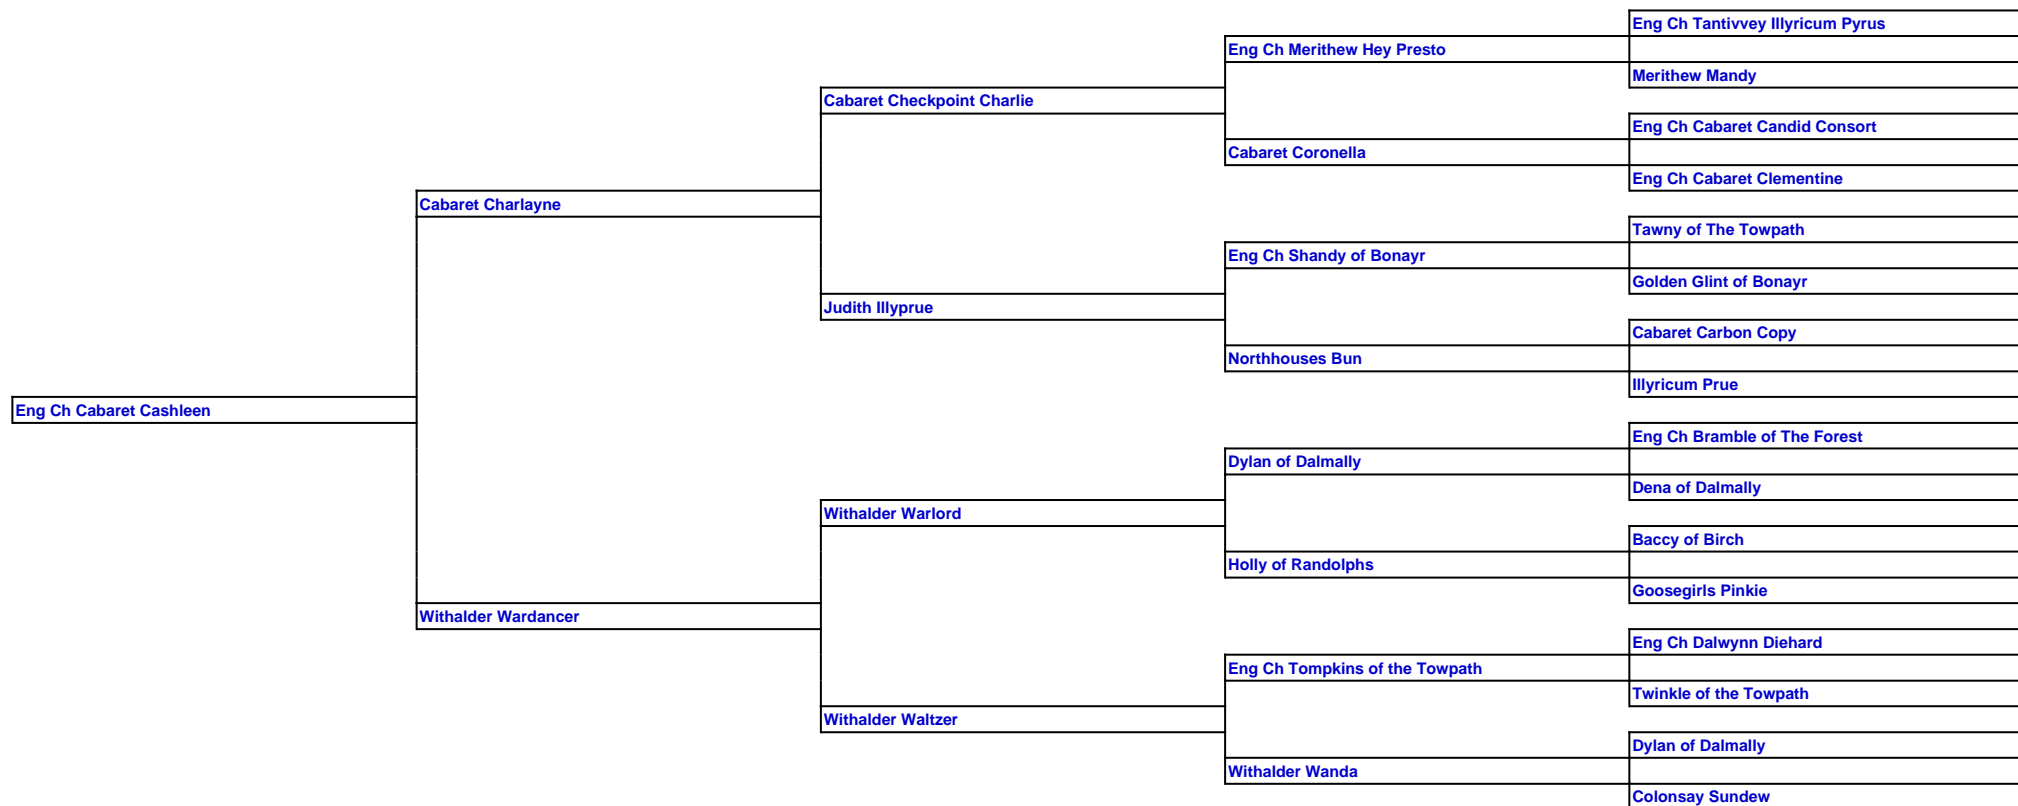 Eng Ch Tantivvey Illyricum Pyrus
Eng Ch Merithew Hey Presto
Merithew Mandy
Cabaret Checkpoint Charlie
Eng Ch Cabaret Candid Consort
Cabaret Coronella
Eng Ch Cabaret Clementine
Cabaret Charlayne
Tawny of The Towpath
Eng Ch Shandy of Bonayr
Golden Glint of Bonayr
Judith Illyprue
Cabaret Carbon Copy
Northhouses Bun
Illyricum Prue
Eng Ch Cabaret Cashleen
Eng Ch Bramble of The Forest
Dylan of Dalmally
Dena of Dalmally
Withalder Warlord
Baccy of Birch
Holly of Randolphs
Goosegirls Pinkie
Withalder Wardancer
Eng Ch Dalwynn Diehard
Eng Ch Tompkins of the Towpath
Twinkle of the Towpath
Withalder Waltzer
Dylan of Dalmally
Withalder Wanda
Colonsay Sundew